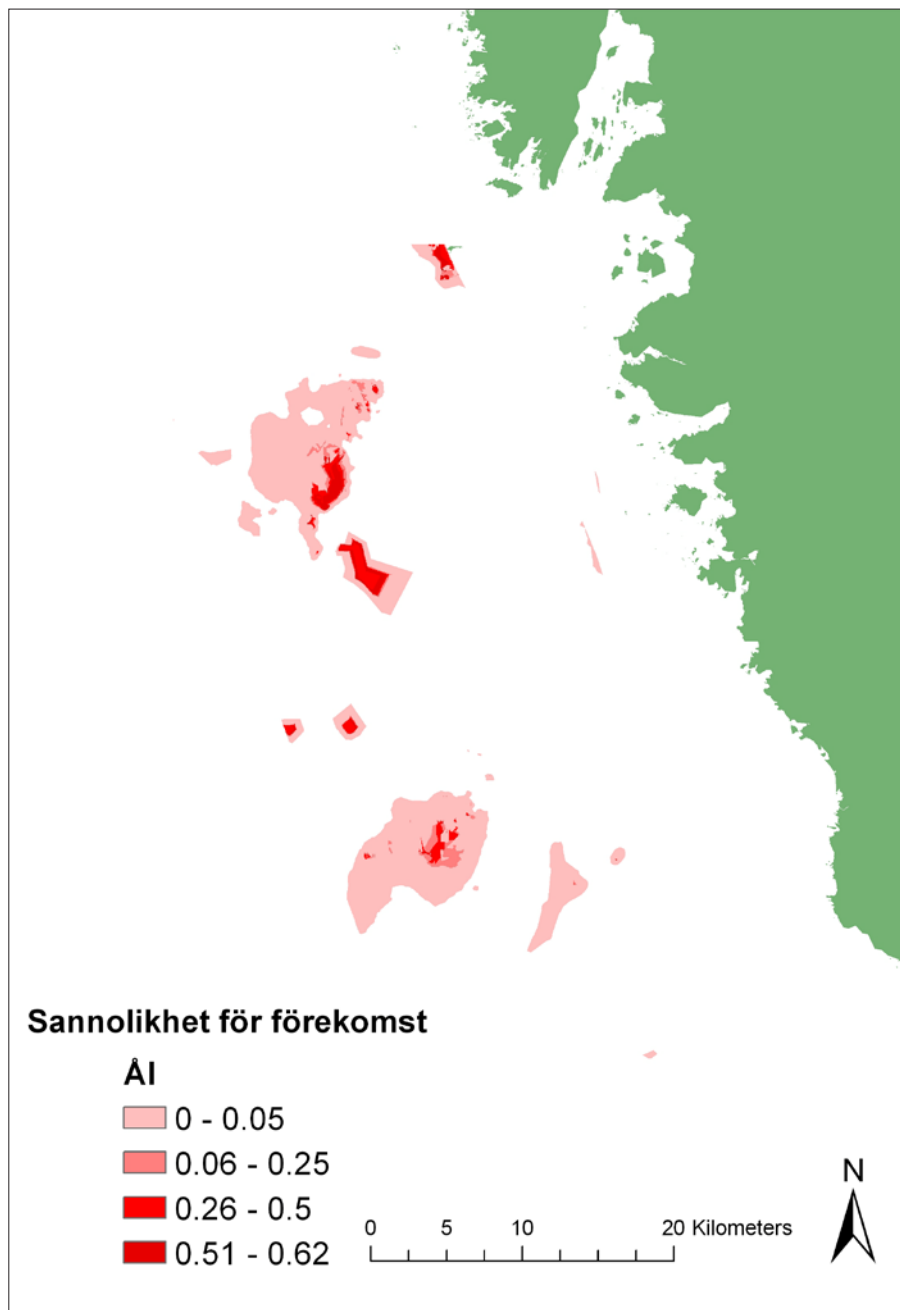 Sannolikhet för förekomst
Ål
0 - 0.05
0.06 - 0.25
0.26 - 0.5
0.51 - 0.62
0 5 10 20 Kilometers
N